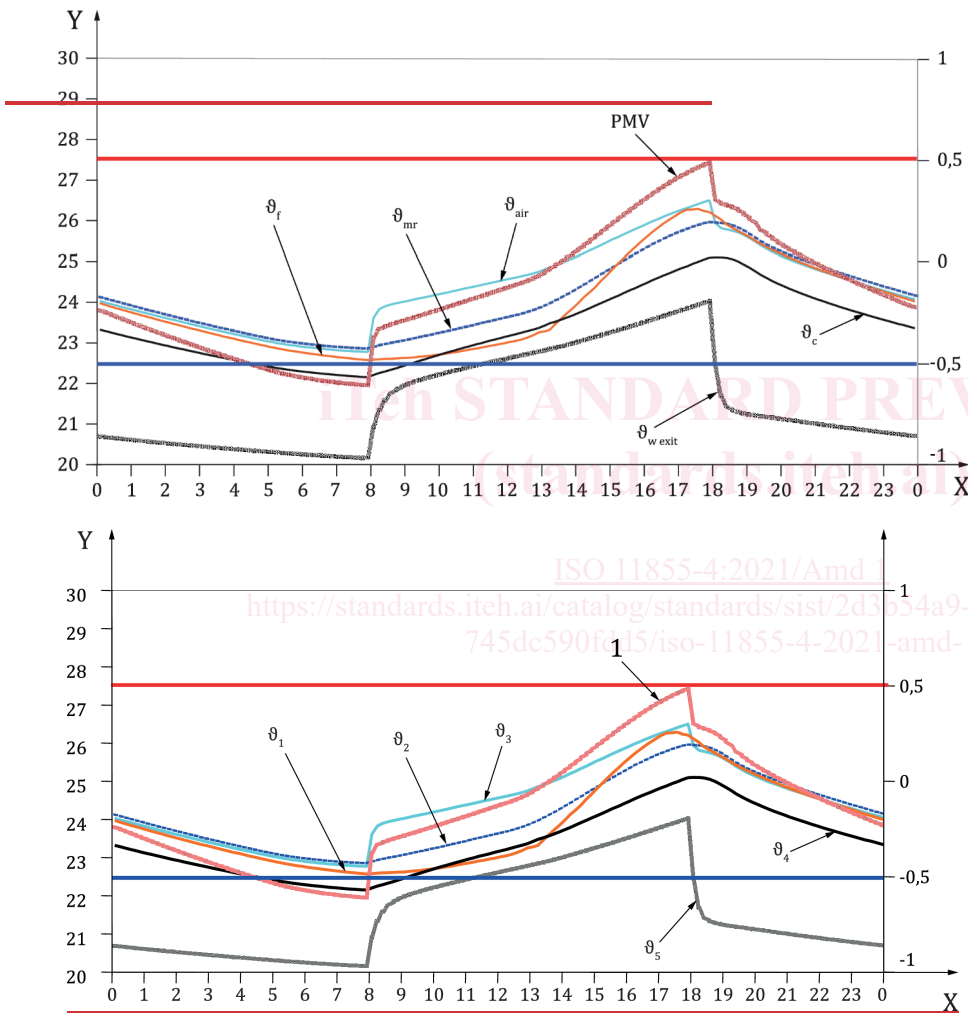 Y
30
29
28
27
26
25
24
23
22
21
20
1
0,5
0
-0,5
-1
PMV
ϑf
ϑmr
ϑair
ϑc
ϑw exit
iTeh STANDARD PREV
(standards.iteh.ai)
0 1 2 3 4 5 6 7 8 9 10 11 12 13 14 15 16 17 18 19 20 21 22 23 0 X
Y
ISO 11855-4:2021/Amd 1
https://standards.iteh.ai/catalog/standards/sist/2d3b54a9-
745dc590fdd5/iso-11855-4-2021-amd-
30
29
28
27
26
25
24
23
22
21
20
1
0,5
0
-0,5
-1
1
ϑ1
ϑ2
ϑ3
ϑ4
ϑ5
0 1 2 3 4 5 6 7 8 9 10 11 12 13 14 15 16 17 18 19 20 21 22 23 0 X